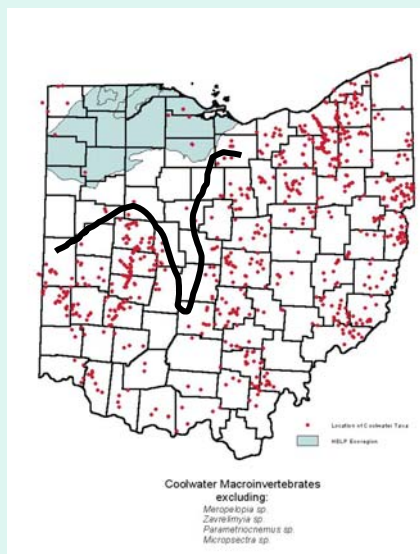 Location of Coolwater Taxa
HELP Ecoregion
Coolwater Macroinvertebrates
excluding:
Meropelopia sp.
Zavrelimyia sp.
Parametriocnemus sp.
Micropsectra sp.